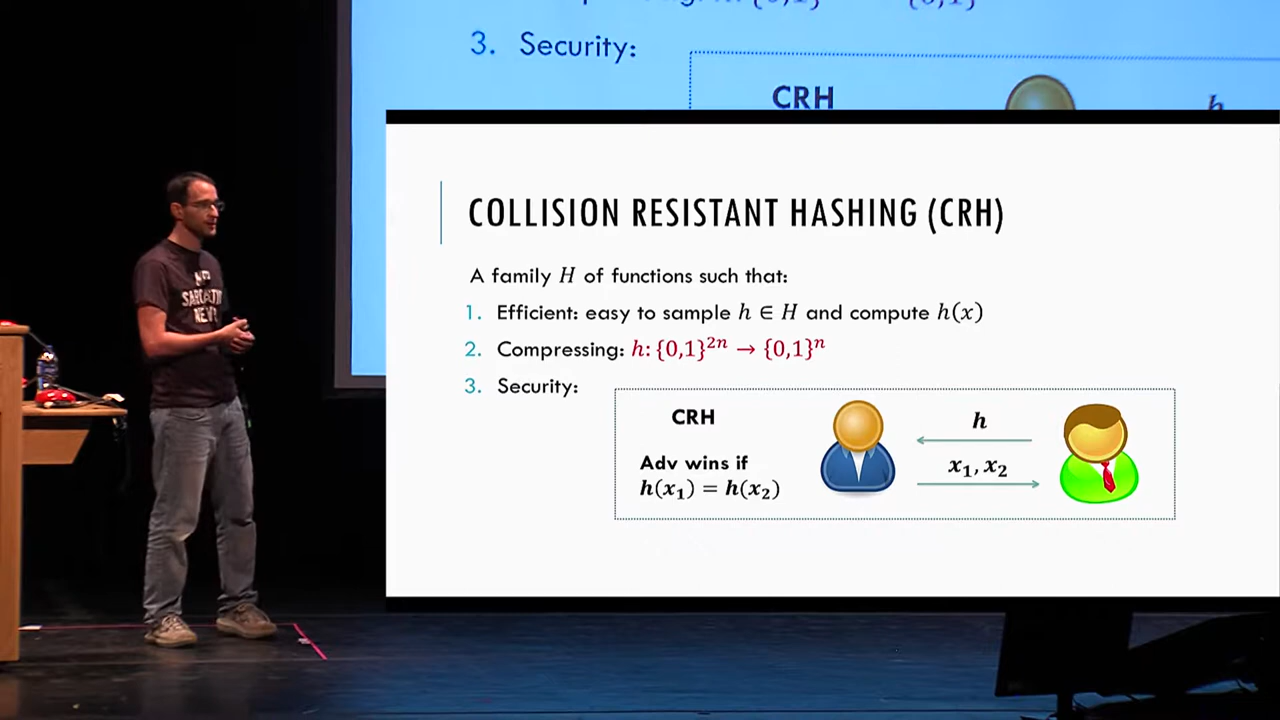 3. Security:
CRH
h
COLLISION RESISTANT HASHING (CRH)
A family H of functions such that:
1. Efficient: easy to sample h ∈ H and compute h(x)
2. Compressing: h: {0,1}²ⁿ → {0,1}ⁿ
3. Security:
CRH
Adv wins if
h(x₁) = h(x₂)
h
x₁, x₂
SARCASTIC